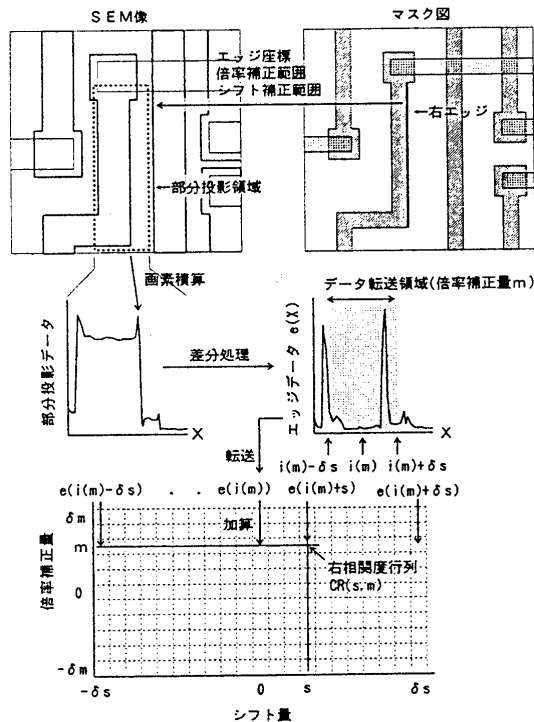 SEM像
マスク図
エッジ座標
倍率補正範囲
シフト補正範囲
右エッジ
部分投影領域
画素積算
データ転送領域(倍率補正量m)
部分投影データ
X
差分処理
エッジデータ e(X)
X
転送
i(m)-δs i(m) i(m)+δs
e(i(m)-δs) . . e(i(m)) e(i(m)+s) e(i(m)+δs)
加算
倍率補正量
δm
m
0
-δm
右相関度行列
CR(s,m)
-δs 0 s δs
シフト量